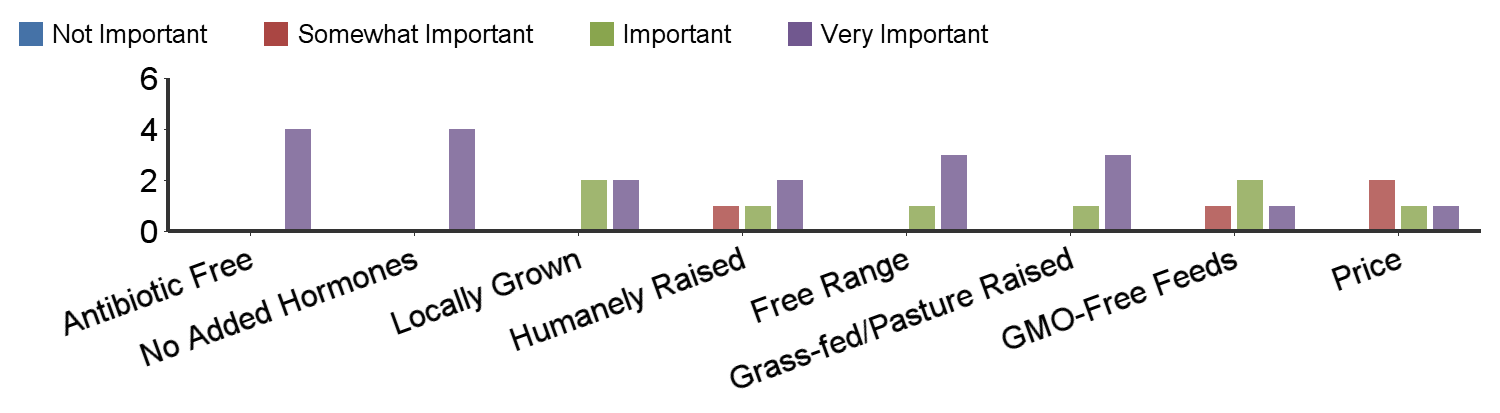 Not Important Somewhat Important Important Very Important
6
4
2
0
Antibiotic Free
No Added Hormones
Locally Grown
Humanely Raised
Free Range
Grass-fed/Pasture Raised
GMO-Free Feeds
Price